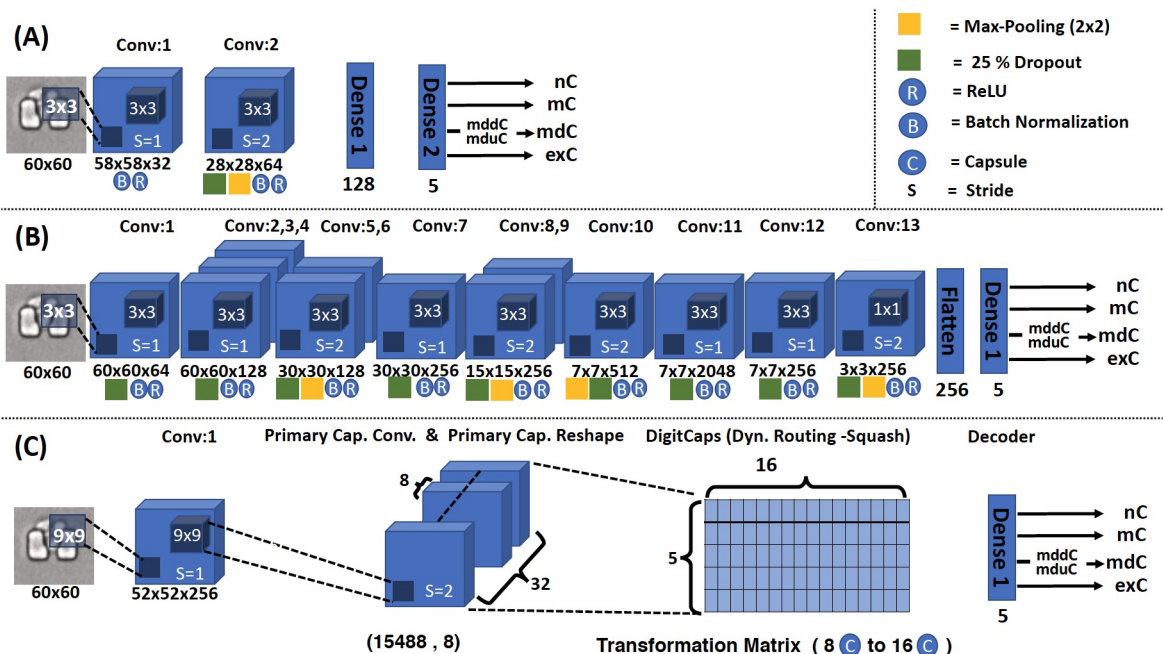 (A)
Conv:1 Conv:2
3x3 3x3 3x3
S=1 S=2
60x60 58x58x32 28x28x64
B R B R
Dense 1
128
Dense 2
5
nC
mC
mddC
mduC
mdC
exC
= Max-Pooling (2x2)
= 25 % Dropout
R = ReLU
B = Batch Normalization
C = Capsule
S = Stride
(B)
Conv:1 Conv:2,3,4 Conv:5,6 Conv:7 Conv:8,9 Conv:10 Conv:11 Conv:12 Conv:13
3x3 3x3 3x3 3x3 3x3 3x3 3x3 3x3 3x3 1x1
S=1 S=1 S=2 S=1 S=2 S=2 S=1 S=1 S=2
60x60 60x60x64 60x60x128 30x30x128 30x30x256 15x15x256 7x7x512 7x7x2048 7x7x256 3x3x256
B R B R B R B R B R B R B R B R B R
Flatten
256
Dense 1
5
nC
mC
mddC
mduC
mdC
exC
(C)
Conv:1 Primary Cap. Conv. & Primary Cap. Reshape DigitCaps (Dyn. Routing -Squash) Decoder
9x9 9x9
S=1
60x60 52x52x256
8
S=2
32
(15488 , 8)
16
5
Transformation Matrix ( 8 C to 16 C )
Dense 1
5
nC
mC
mddC
mduC
mdC
exC